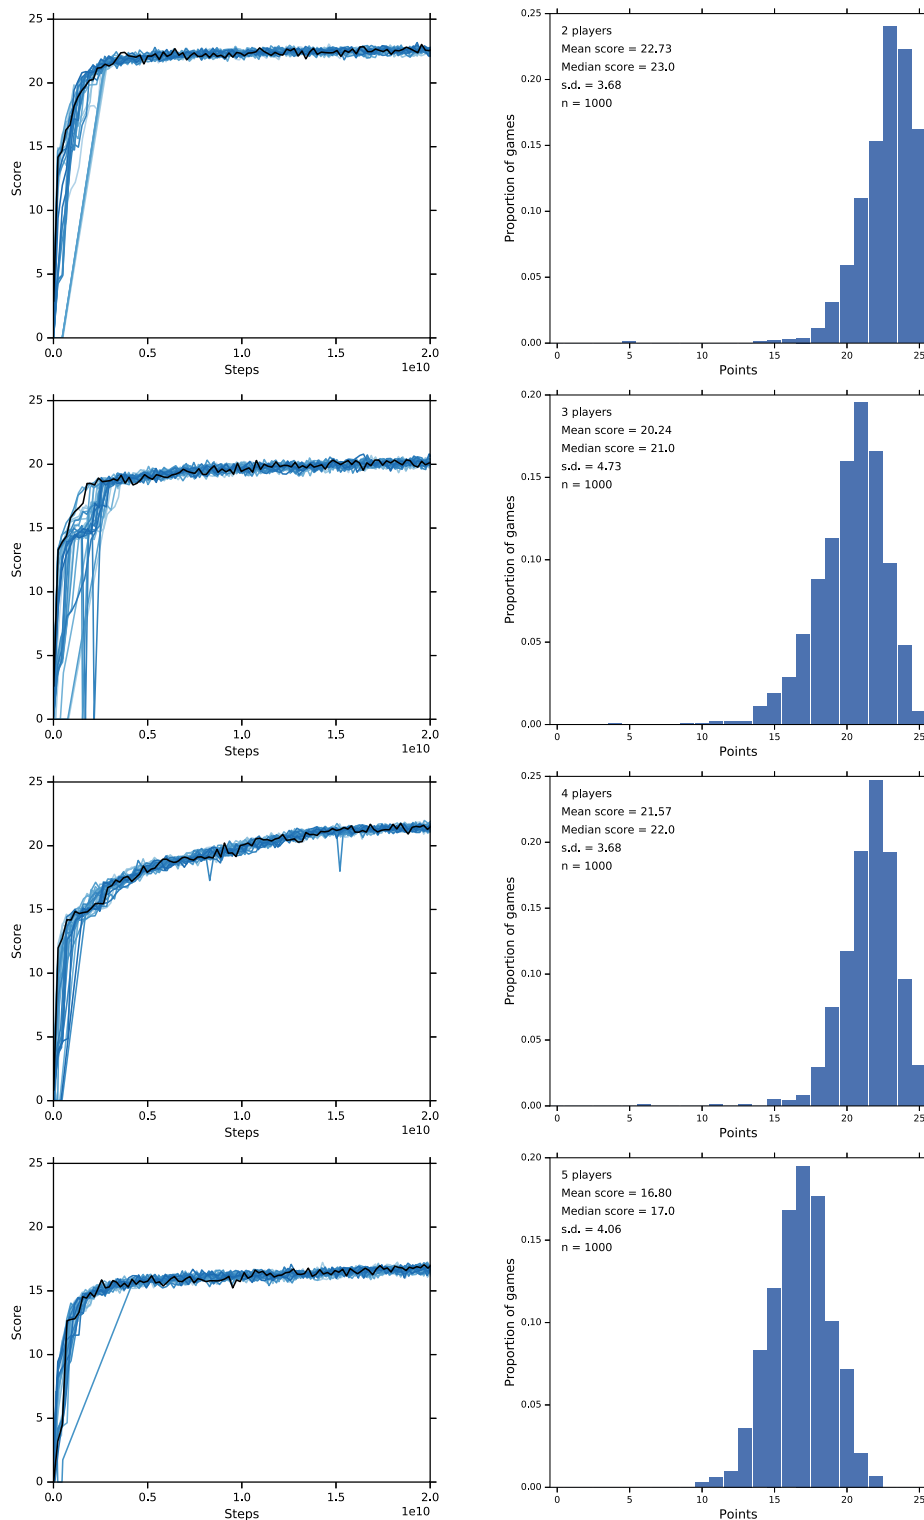 25
20
15
10
5
0
Score
0.0
0.5
1.0
1.5
2.0
Steps
1e10
0.25
0.20
0.15
0.10
0.05
0.00
Proportion of games
2 players
Mean score = 22.73
Median score = 23.0
s.d. = 3.68
n = 1000
0
5
10
15
20
25
Points
25
20
15
10
5
0
Score
0.0
0.5
1.0
1.5
2.0
Steps
1e10
0.20
0.15
0.10
0.05
0.00
Proportion of games
3 players
Mean score = 20.24
Median score = 21.0
s.d. = 4.73
n = 1000
0
5
10
15
20
25
Points
25
20
15
10
5
0
Score
0.0
0.5
1.0
1.5
2.0
Steps
1e10
0.25
0.20
0.15
0.10
0.05
0.00
Proportion of games
4 players
Mean score = 21.57
Median score = 22.0
s.d. = 3.68
n = 1000
0
5
10
15
20
25
Points
25
20
15
10
5
0
Score
0.0
0.5
1.0
1.5
2.0
Steps
1e10
0.20
0.15
0.10
0.05
0.00
Proportion of games
5 players
Mean score = 16.80
Median score = 17.0
s.d. = 4.06
n = 1000
0
5
10
15
20
25
Points